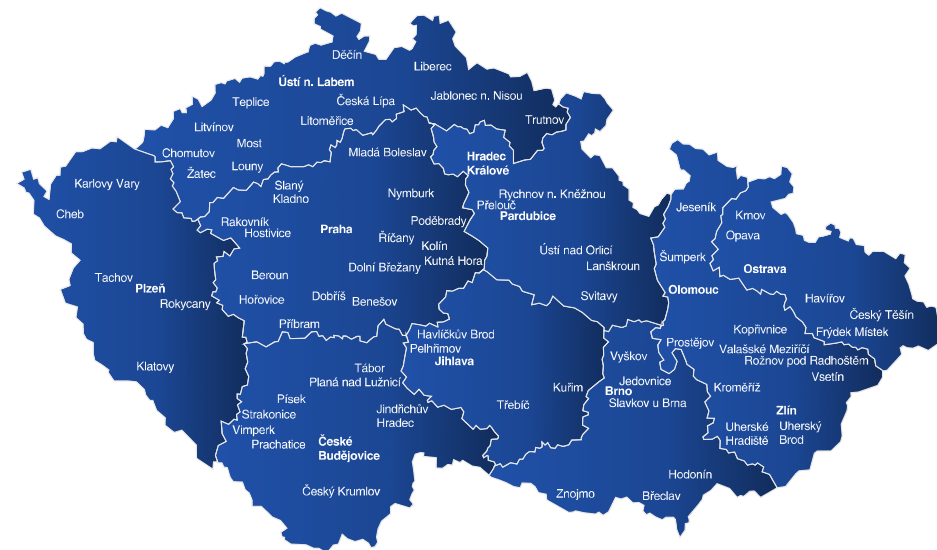 Děčín
Liberec
Ústí n. Labem
Jablonec n. Nisou
Teplice
Česká Lípa
Trutnov
Litvínov
Litoměřice
Most
Chomutov
Mladá Boleslav
Hradec
Králové
Louny
Žatec
Karlovy Vary
Slaný
Kladno
Nymburk
Rychnov n. Kněžnou
Přelouč
Pardubice
Jeseník
Krnov
Cheb
Rakovník
Hostivice
Praha
Poděbrady
Říčany
Opava
Kolín
Kutná Hora
Ústí nad Orlicí
Lanškroun
Šumperk
Ostrava
Tachov
Plzeň
Rokycany
Beroun
Dolní Břežany
Olomouc
Hořovice
Dobříš
Benešov
Svitavy
Havířov
Český Těšín
Příbram
Havlíčkův Brod
Pelhřimov
Jihlava
Kopřivnice
Frýdek Místek
Prostějov
Vyškov
Valašské Meziříčí
Rožnov pod Radhoštěm
Vsetín
Klatovy
Tábor
Planá nad Lužnicí
Kuřim
Jedovnice
Brno
Slavkov u Brna
Kroměříž
Písek
Strakonice
Jindřichův
Hradec
Třebíč
Zlín
Vimperk
Prachatice
České
Budějovice
Uherské
Hradiště
Uherský
Brod
Český Krumlov
Znojmo
Hodonín
Břeclav